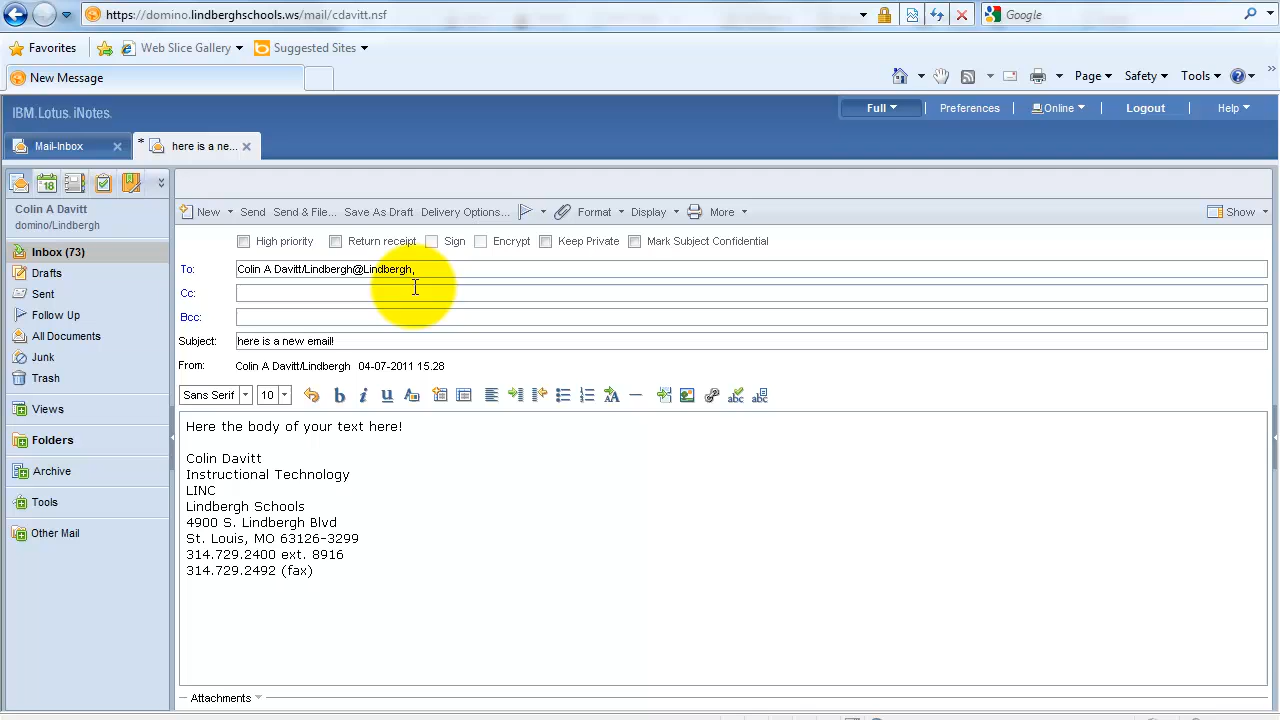 https://domino.lindberghschools.ws/mail/cdavitt.nsf
Google
Favorites
Web Slice Gallery
Suggested Sites
New Message
Page
Safety
Tools
IBM.Lotus.iNotes.
Full
Preferences
Online
Logout
Help
Mail-Inbox
* here is a ne...
18
Colin A Davitt
domino/Lindbergh
Inbox (73)
Drafts
Sent
Follow Up
All Documents
Junk
Trash
Views
Folders
Archive
Tools
Other Mail
New
Send
Send & File...
Save As Draft
Delivery Options...
Format
Display
More
Show
High priority
Return receipt
Sign
Encrypt
Keep Private
Mark Subject Confidential
To: Colin A Davitt/Lindbergh@Lindbergh,
Cc:
Bcc:
Subject: here is a new email!
From: Colin A Davitt/Lindbergh 04-07-2011 15.28
Sans Serif 10 b i u
Here the body of your text here!
Colin Davitt
Instructional Technology
LINC
Lindbergh Schools
4900 S. Lindbergh Blvd
St. Louis, MO 63126-3299
314.729.2400 ext. 8916
314.729.2492 (fax)
Attachments